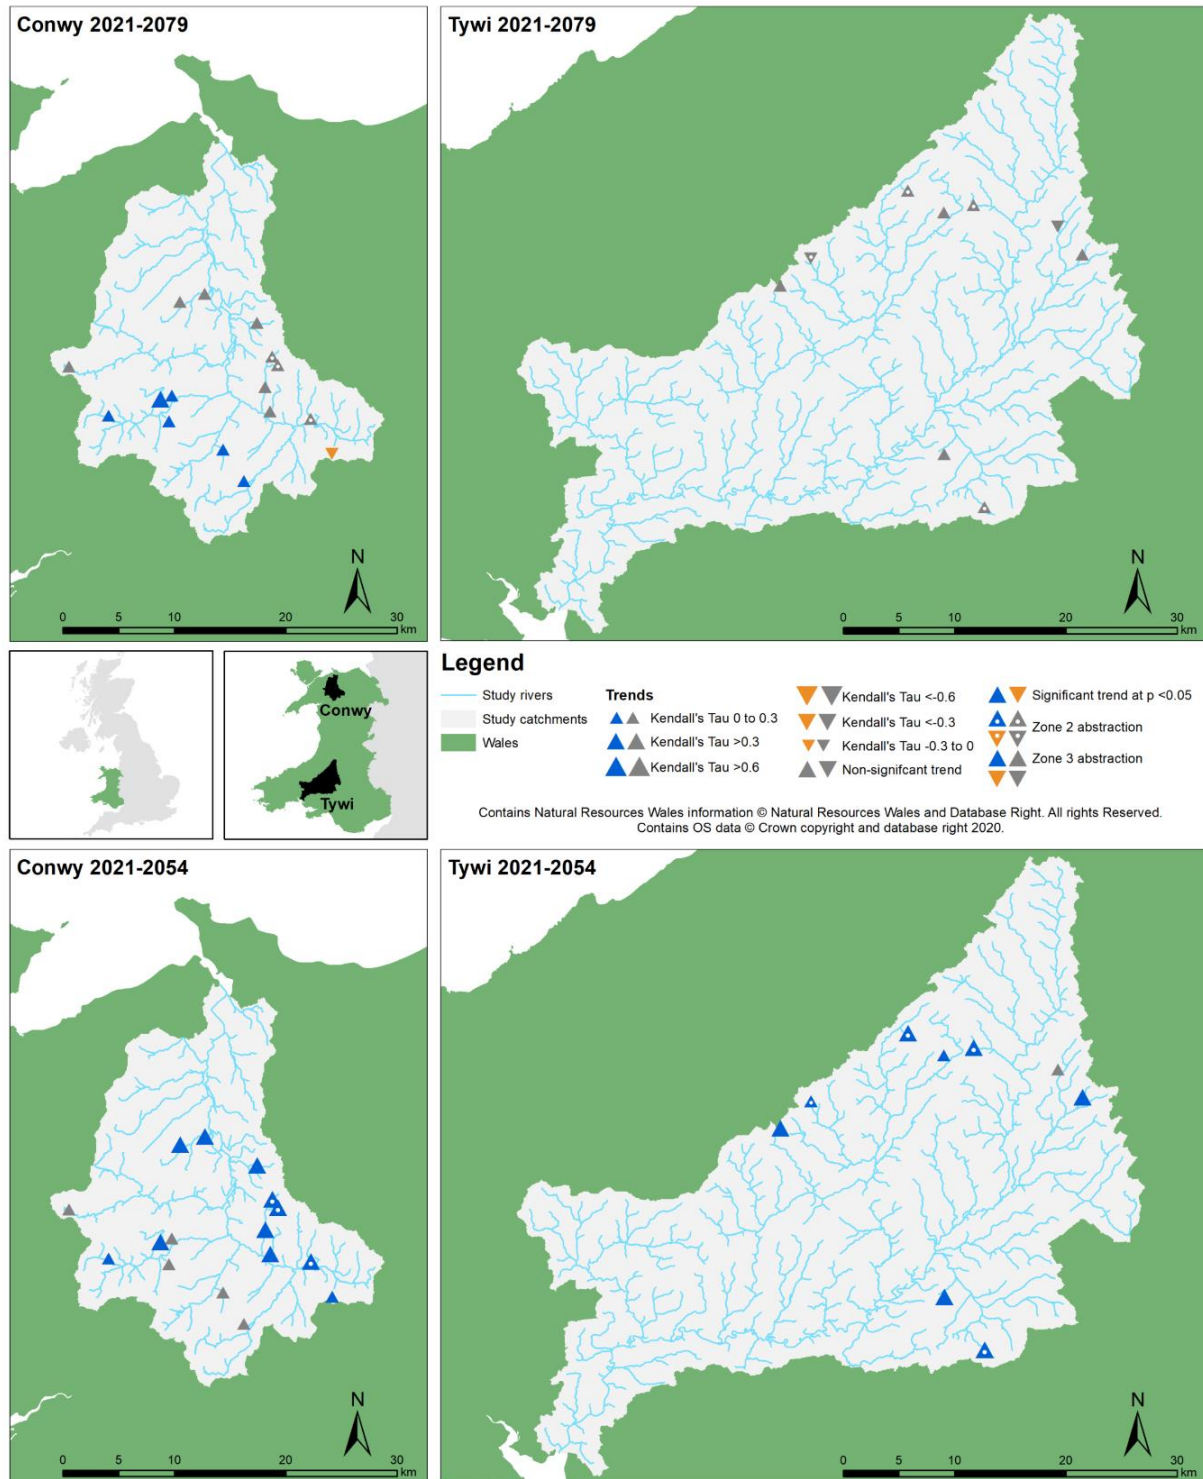 Conwy 2021-2079
Tywi 2021-2079
N
0 5 10 20 30
km
N
0 5 10 20 30
km
Conwy
Tywi
Legend
Study rivers
Study catchments
Wales
Trends
Kendall's Tau 0 to 0.3
Kendall's Tau >0.3
Kendall's Tau >0.6
Kendall's Tau <-0.6
Kendall's Tau <-0.3
Kendall's Tau -0.3 to 0
Non-signifcant trend
Significant trend at p <0.05
Zone 2 abstraction
Zone 3 abstraction
Contains Natural Resources Wales information © Natural Resources Wales and Database Right. All rights Reserved.
Contains OS data © Crown copyright and database right 2020.
Conwy 2021-2054
Tywi 2021-2054
N
0 5 10 20 30
km
N
0 5 10 20 30
km